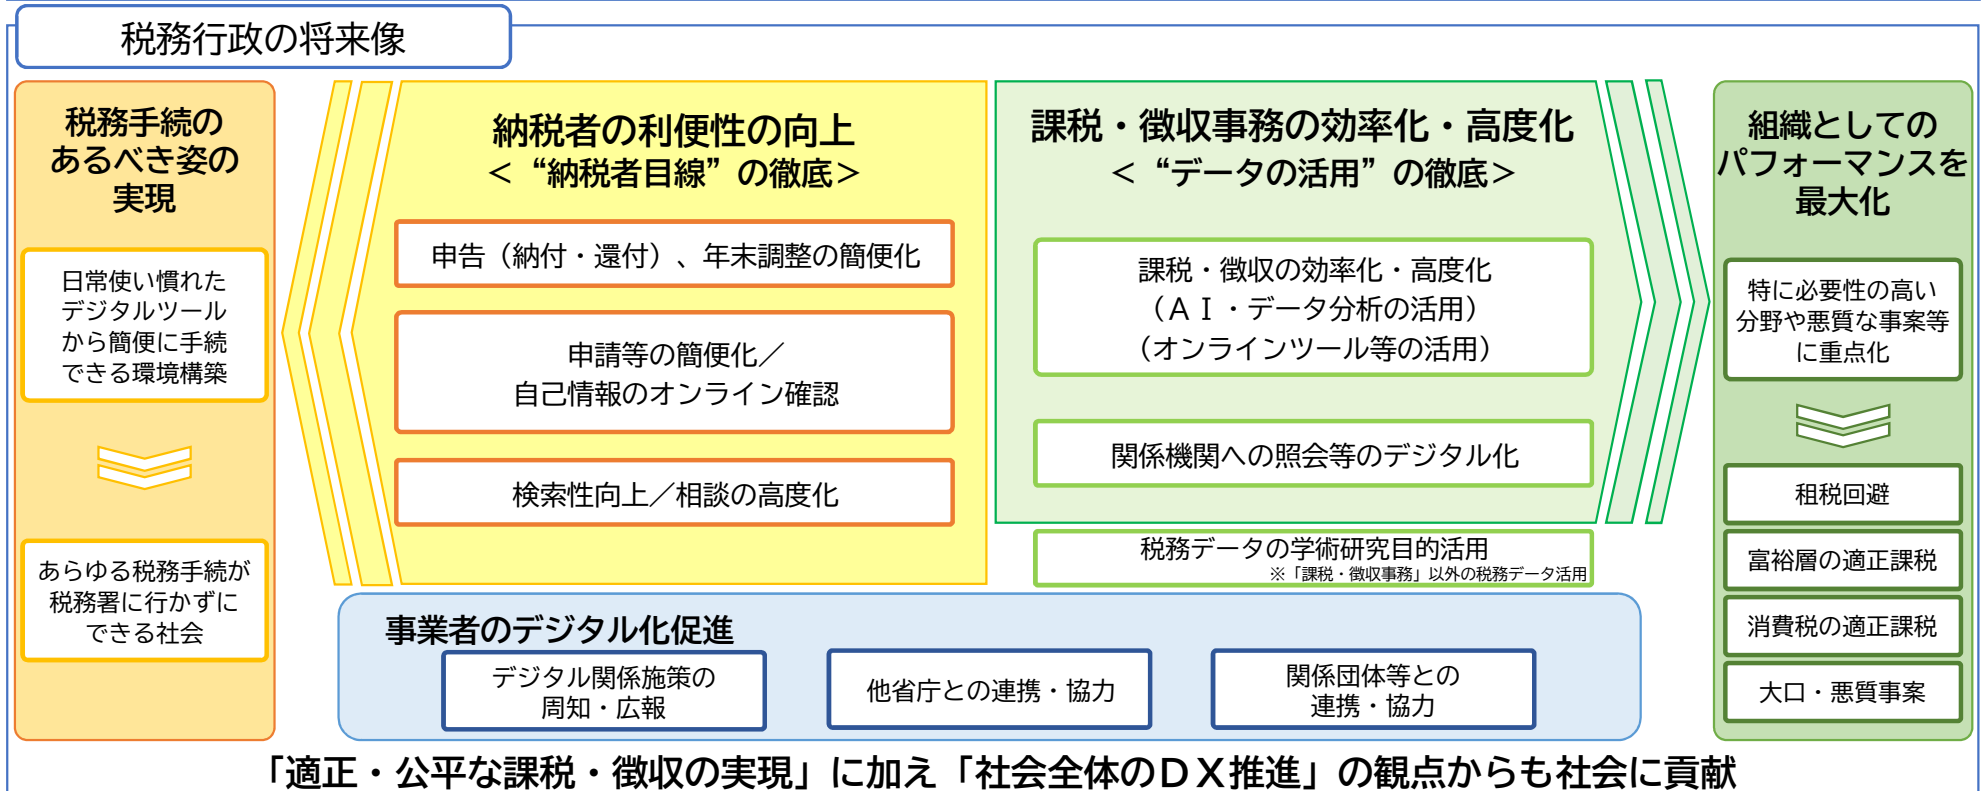 税務行政の将来像
税務手続の
あるべき姿の
実現
日常使い慣れた
デジタルツール
から簡便に手続
できる環境構築
あらゆる税務手続が
税務署に行かずに
できる社会
納税者の利便性の向上
＜“納税者目線”の徹底＞
申告（納付・還付）、年末調整の簡便化
申請等の簡便化／
自己情報のオンライン確認
検索性向上／相談の高度化
課税・徴収事務の効率化・高度化
＜“データの活用”の徹底＞
課税・徴収の効率化・高度化
（ＡＩ・データ分析の活用）
（オンラインツール等の活用）
関係機関への照会等のデジタル化
税務データの学術研究目的活用
※「課税・徴収事務」以外の税務データ活用
組織としての
パフォーマンスを
最大化
特に必要性の高い
分野や悪質な事案等
に重点化
租税回避
富裕層の適正課税
消費税の適正課税
大口・悪質事案
事業者のデジタル化促進
デジタル関係施策の
周知・広報
他省庁との連携・協力
関係団体等との
連携・協力
「適正・公平な課税・徴収の実現」に加え「社会全体のＤＸ推進」の観点からも社会に貢献